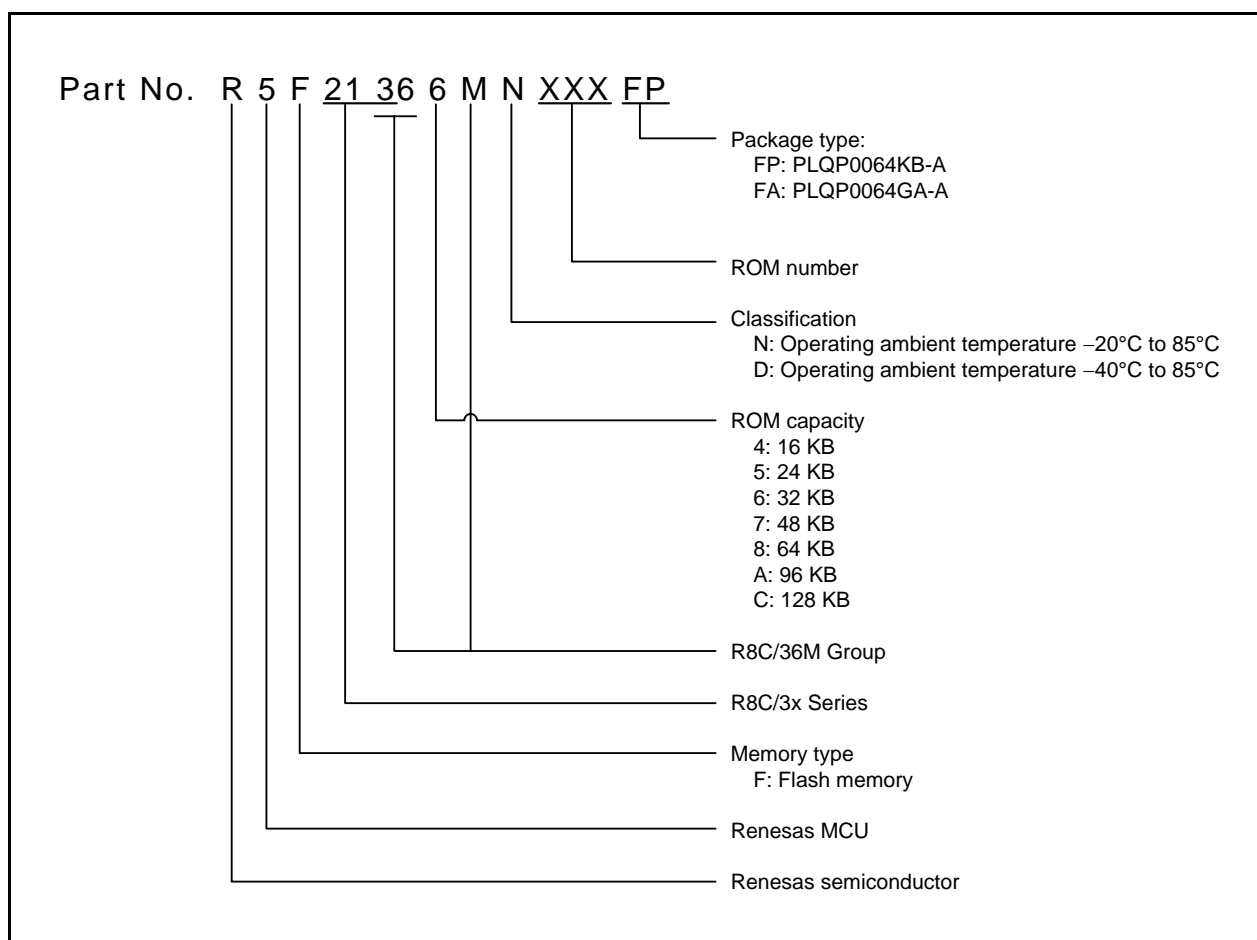 Part No. R 5 F 21 36 6 M N XXX FP
Package type:
FP: PLQP0064KB-A
FA: PLQP0064GA-A
ROM number
Classification
N: Operating ambient temperature −20°C to 85°C
D: Operating ambient temperature −40°C to 85°C
ROM capacity
4: 16 KB
5: 24 KB
6: 32 KB
7: 48 KB
8: 64 KB
A: 96 KB
C: 128 KB
R8C/36M Group
R8C/3x Series
Memory type
F: Flash memory
Renesas MCU
Renesas semiconductor